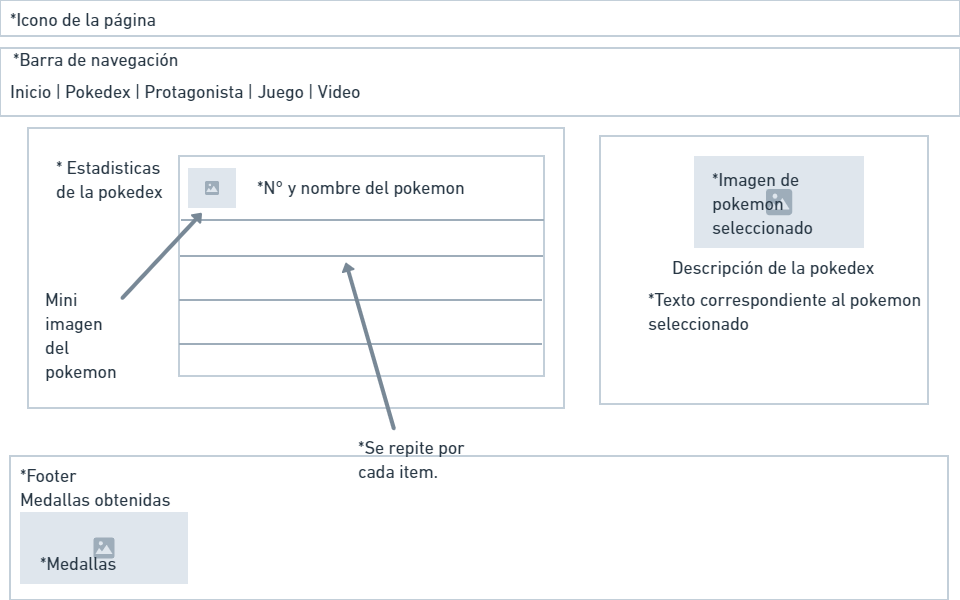 *Icono de la página
*Barra de navegación
Inicio | Pokedex | Protagonista | Juego | Video
* Estadisticas
de la pokedex
*N° y nombre del pokemon
Mini
imagen
del
pokemon
*Se repite por
cada item.
*Imagen de
pokemon
seleccionado
Descripción de la pokedex
*Texto correspondiente al pokemon
seleccionado
*Footer
Medallas obtenidas
*Medallas